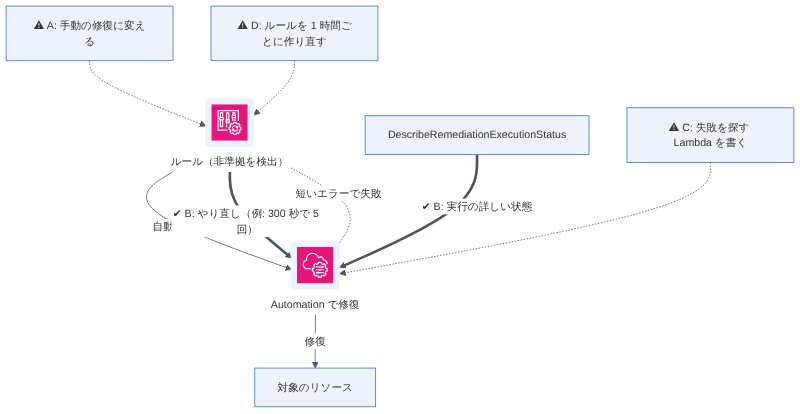 ⚠ A: 手動の修復に変え
る
⚠ D: ルールを 1 時間ご
とに作り直す
DescribeRemediationExecutionStatus
⚠ C: 失敗を探す
Lambda を書く
ルール（非準拠を検出）
短いエラーで失敗
✔ B: やり直し（例: 300 秒で 5
回）
自動
✔ B: 実行の詳しい状態
Automation で修復
修復
対象のリソース